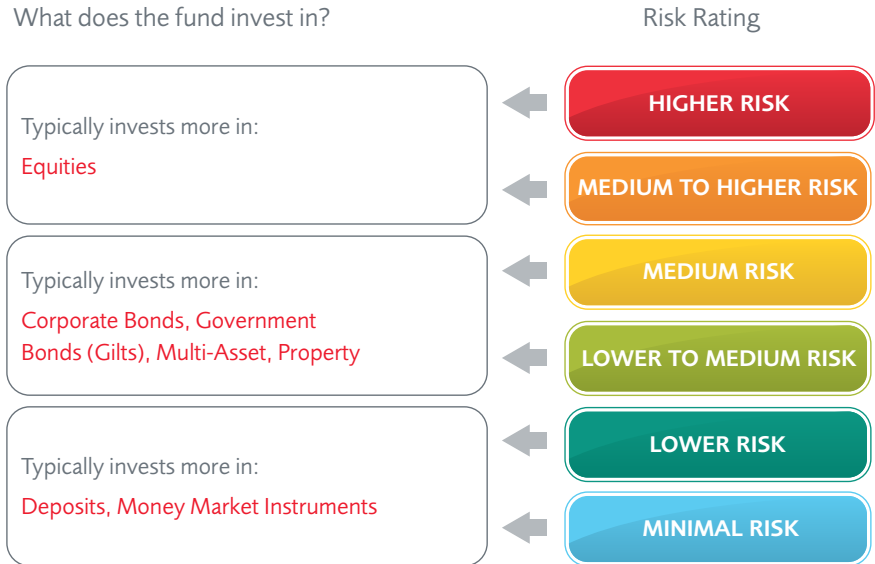 What does the fund invest in?
Risk Rating
Typically invests more in:
Equities
HIGHER RISK
MEDIUM TO HIGHER RISK
Typically invests more in:
Corporate Bonds, Government
Bonds (Gilts), Multi-Asset, Property
MEDIUM RISK
LOWER TO MEDIUM RISK
Typically invests more in:
Deposits, Money Market Instruments
LOWER RISK
MINIMAL RISK